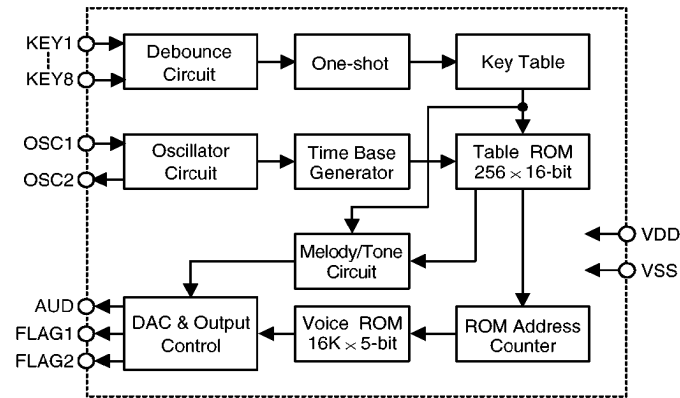 KEY1
KEY8
Debounce
Circuit
One-shot
Key Table
OSC1
OSC2
Oscillator
Circuit
Time Base
Generator
Table ROM
256 × 16-bit
Melody/Tone
Circuit
VDD
VSS
AUD
FLAG1
FLAG2
DAC & Output
Control
Voice ROM
16K × 5-bit
ROM Address
Counter